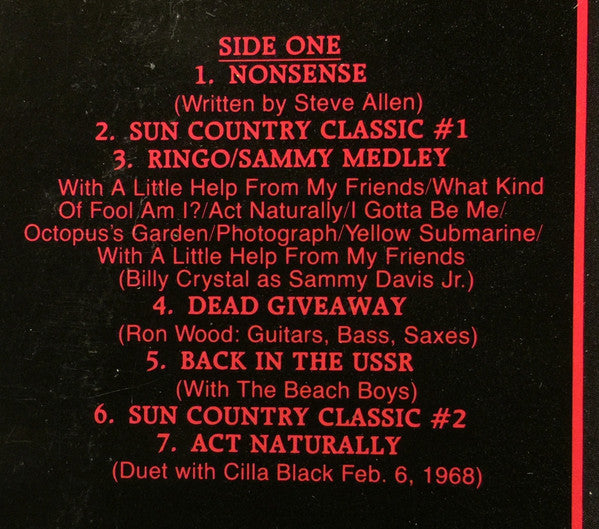 SIDE ONE
1. NONSENSE
(Written by Steve Allen)
2. SUN COUNTRY CLASSIC #1
3. RINGO/SAMMY MEDLEY
With A Little Help From My Friends/What Kind
Of Fool Am I?/Act Naturally/I Gotta Be Me/
Octopus's Garden/Photograph/Yellow Submarine/
With A Little Help From My Friends
(Billy Crystal as Sammy Davis Jr.)
4. DEAD GIVEAWAY
(Ron Wood: Guitars, Bass, Saxes)
5. BACK IN THE USSR
(With The Beach Boys)
6. SUN COUNTRY CLASSIC #2
7. ACT NATURALLY
(Duet with Cilla Black Feb. 6, 1968)